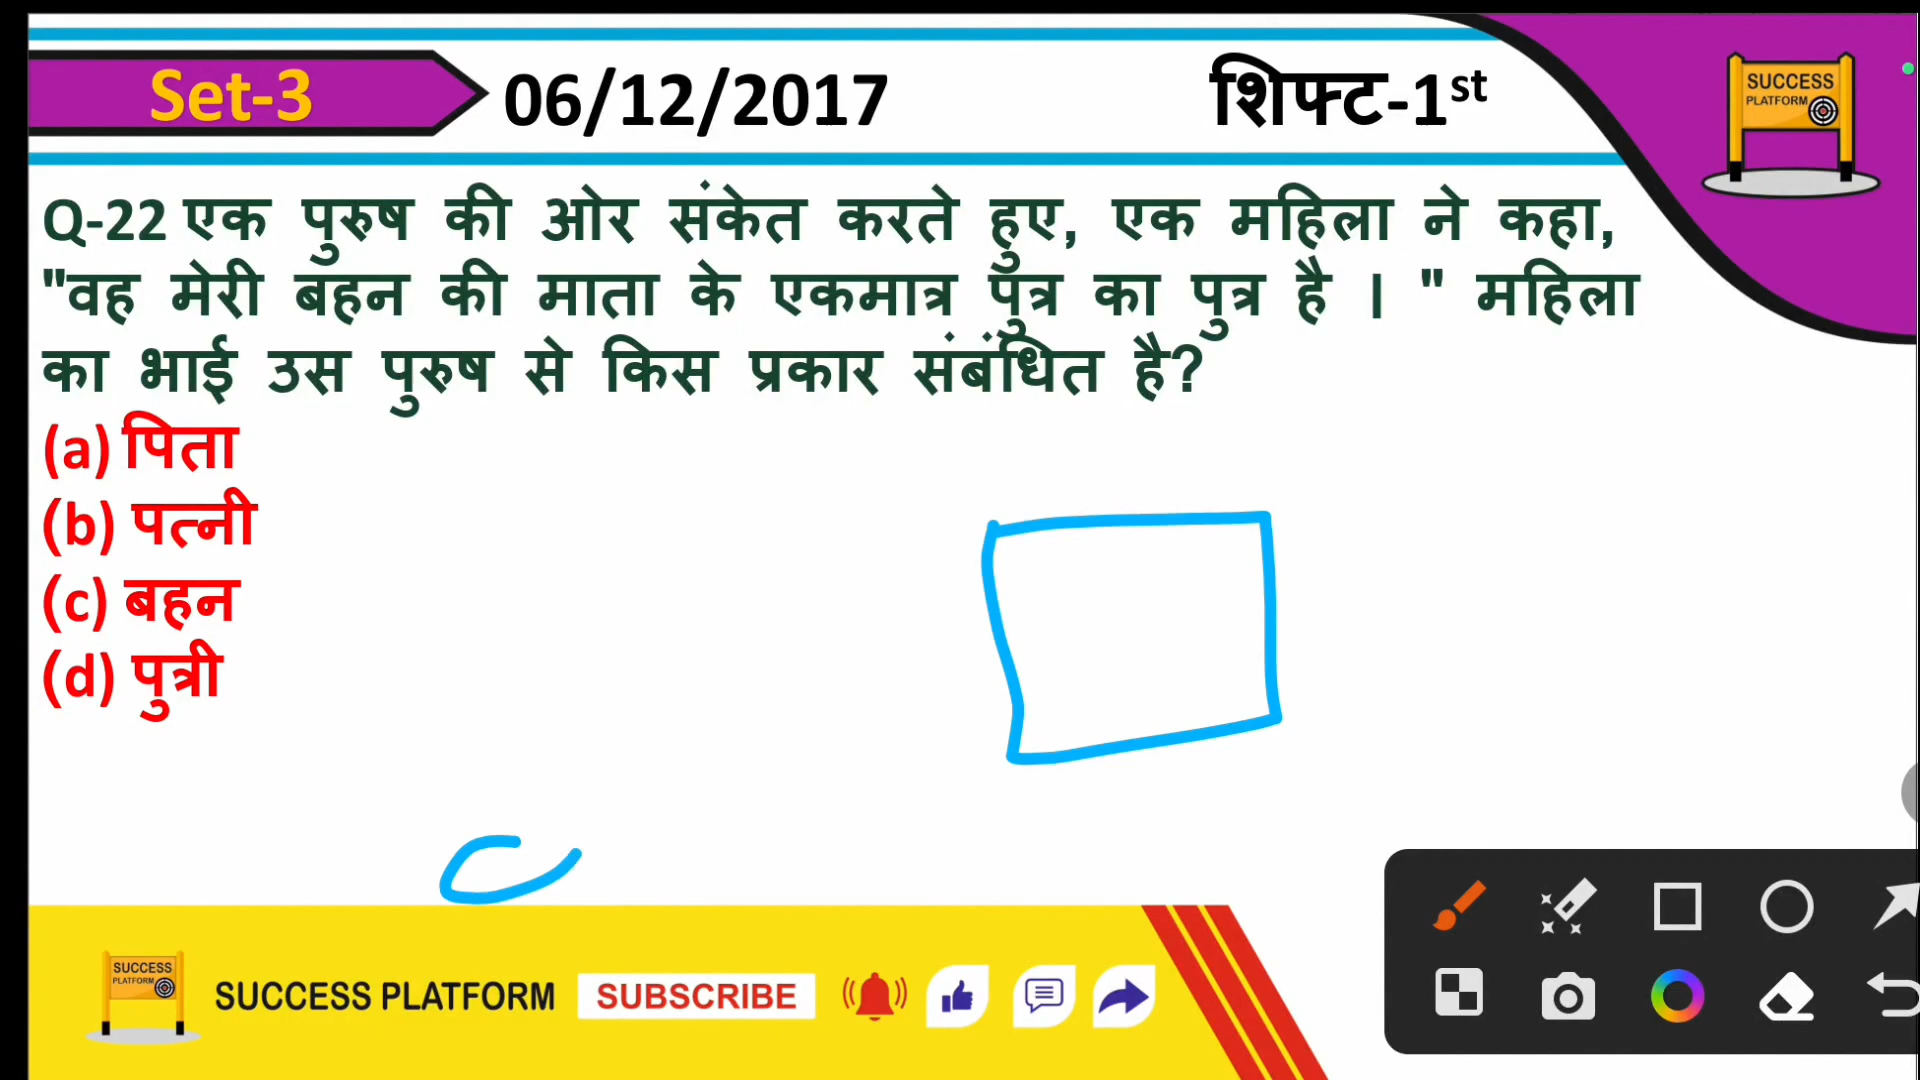 Set-3
06/12/2017
शिफ्ट-1st
SUCCESS
PLATFORM
Q-22 एक पुरुष की ओर संकेत करते हुए, एक महिला ने कहा,
"वह मेरी बहन की माता के एकमात्र पुत्र का पुत्र है | " महिला
का भाई उस पुरुष से किस प्रकार संबंधित है?
(a) पिता
(b) पत्नी
(c) बहन
(d) पुत्री
SUCCESS
PLATFORM
SUCCESS PLATFORM
SUBSCRIBE